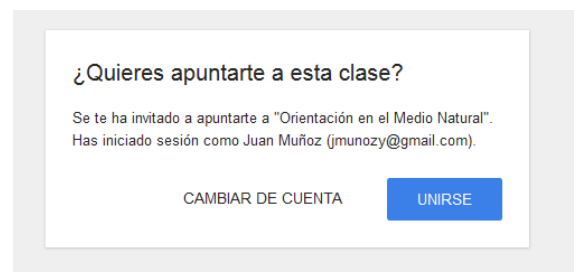 ¿Quieres apuntarte a esta clase?
Se te ha invitado a apuntarte a "Orientación en el Medio Natural".
Has iniciado sesión como Juan Muñoz (jmunozy@gmail.com).
CAMBIAR DE CUENTA UNIRSE